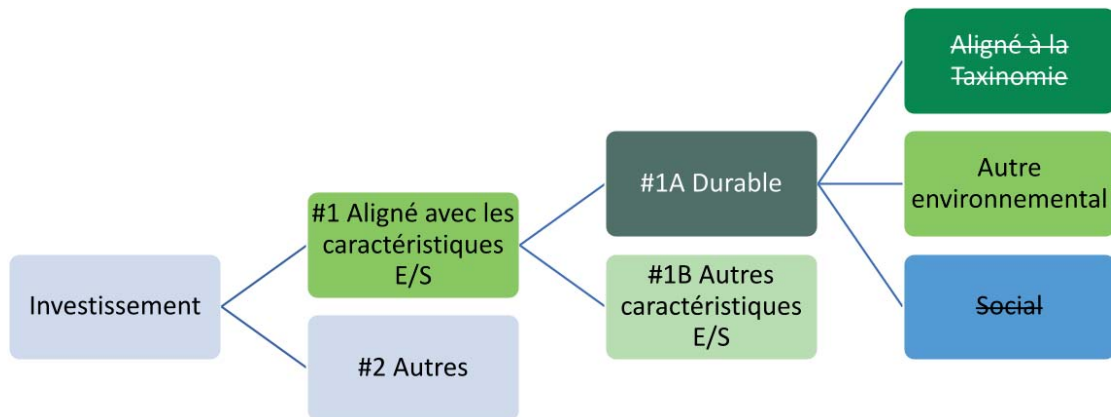 Investissement
#1 Aligné avec les
caractéristiques
E/S
#2 Autres
#1A Durable
#1B Autres
caractéristiques
E/S
Aligné à la
Taxinomie
Autre
environnemental
Social